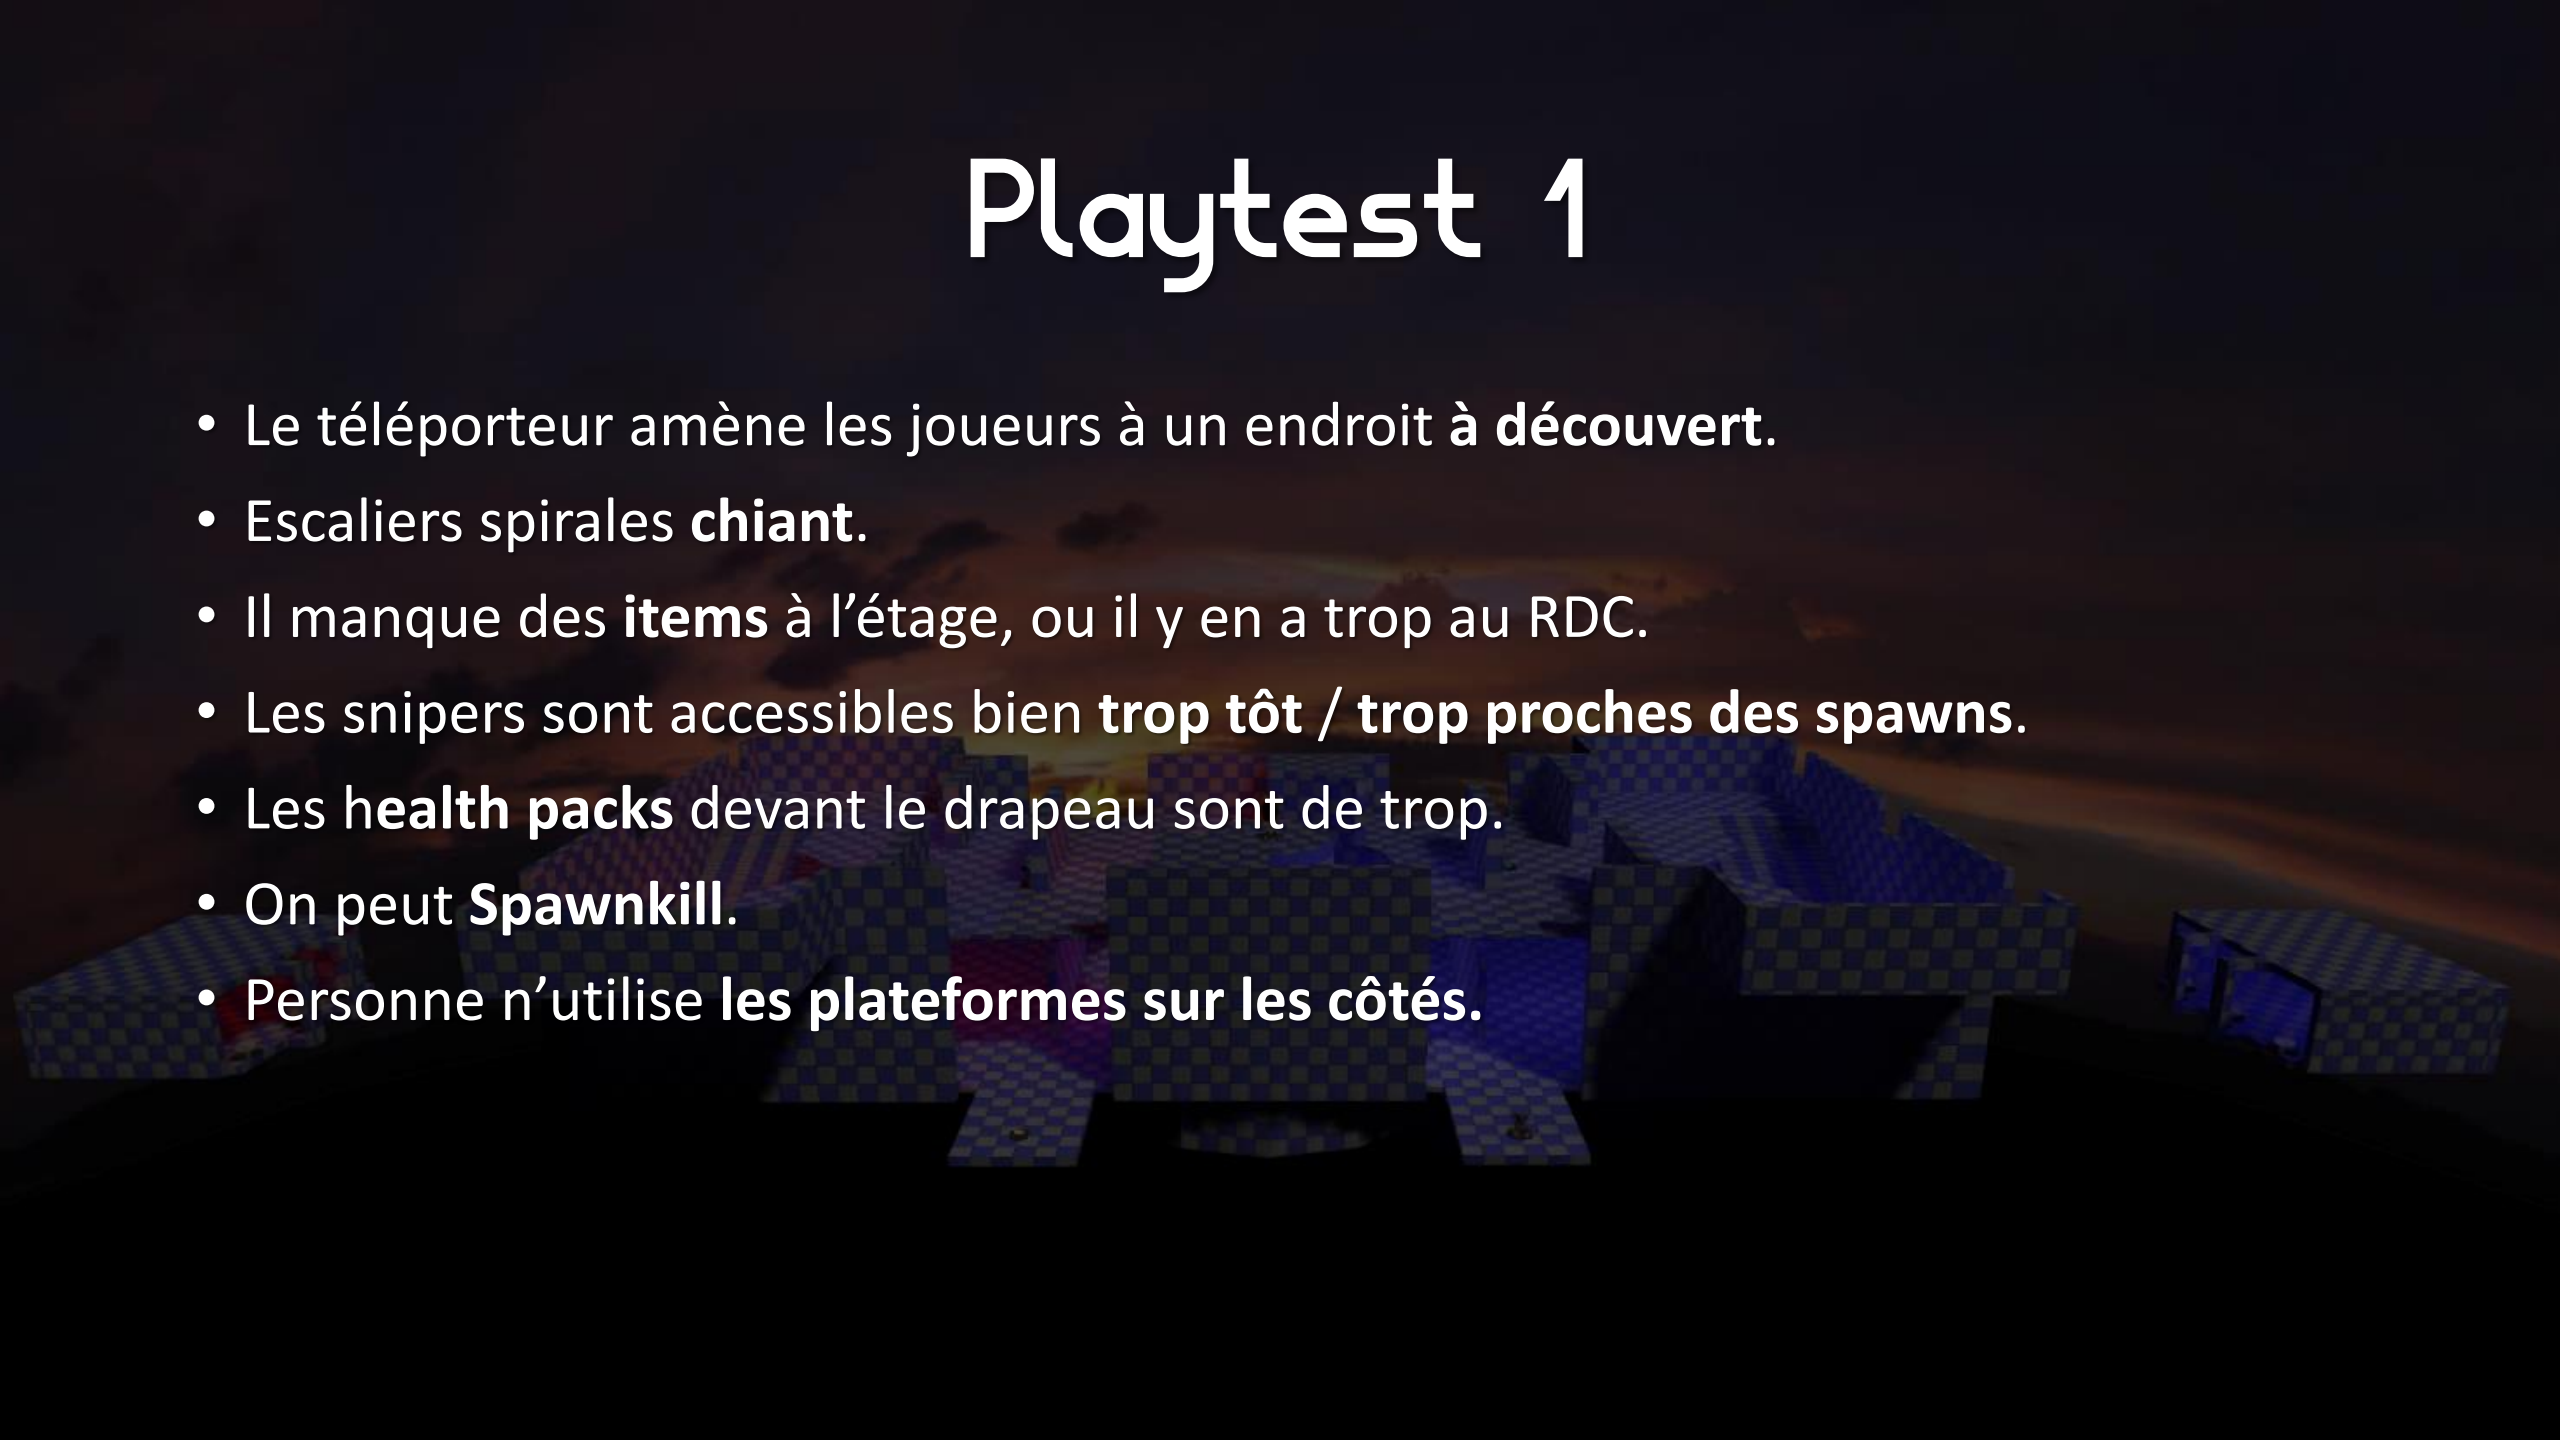 Playtest 1
• Le téléporteur amène les joueurs à un endroit à découvert.
• Escaliers spirales chiant.
• Il manque des items à l’étage, ou il y en a trop au RDC.
• Les snipers sont accessibles bien trop tôt / trop proches des spawns.
• Les health packs devant le drapeau sont de trop.
• On peut Spawnkill.
• Personne n’utilise les plateformes sur les côtés.